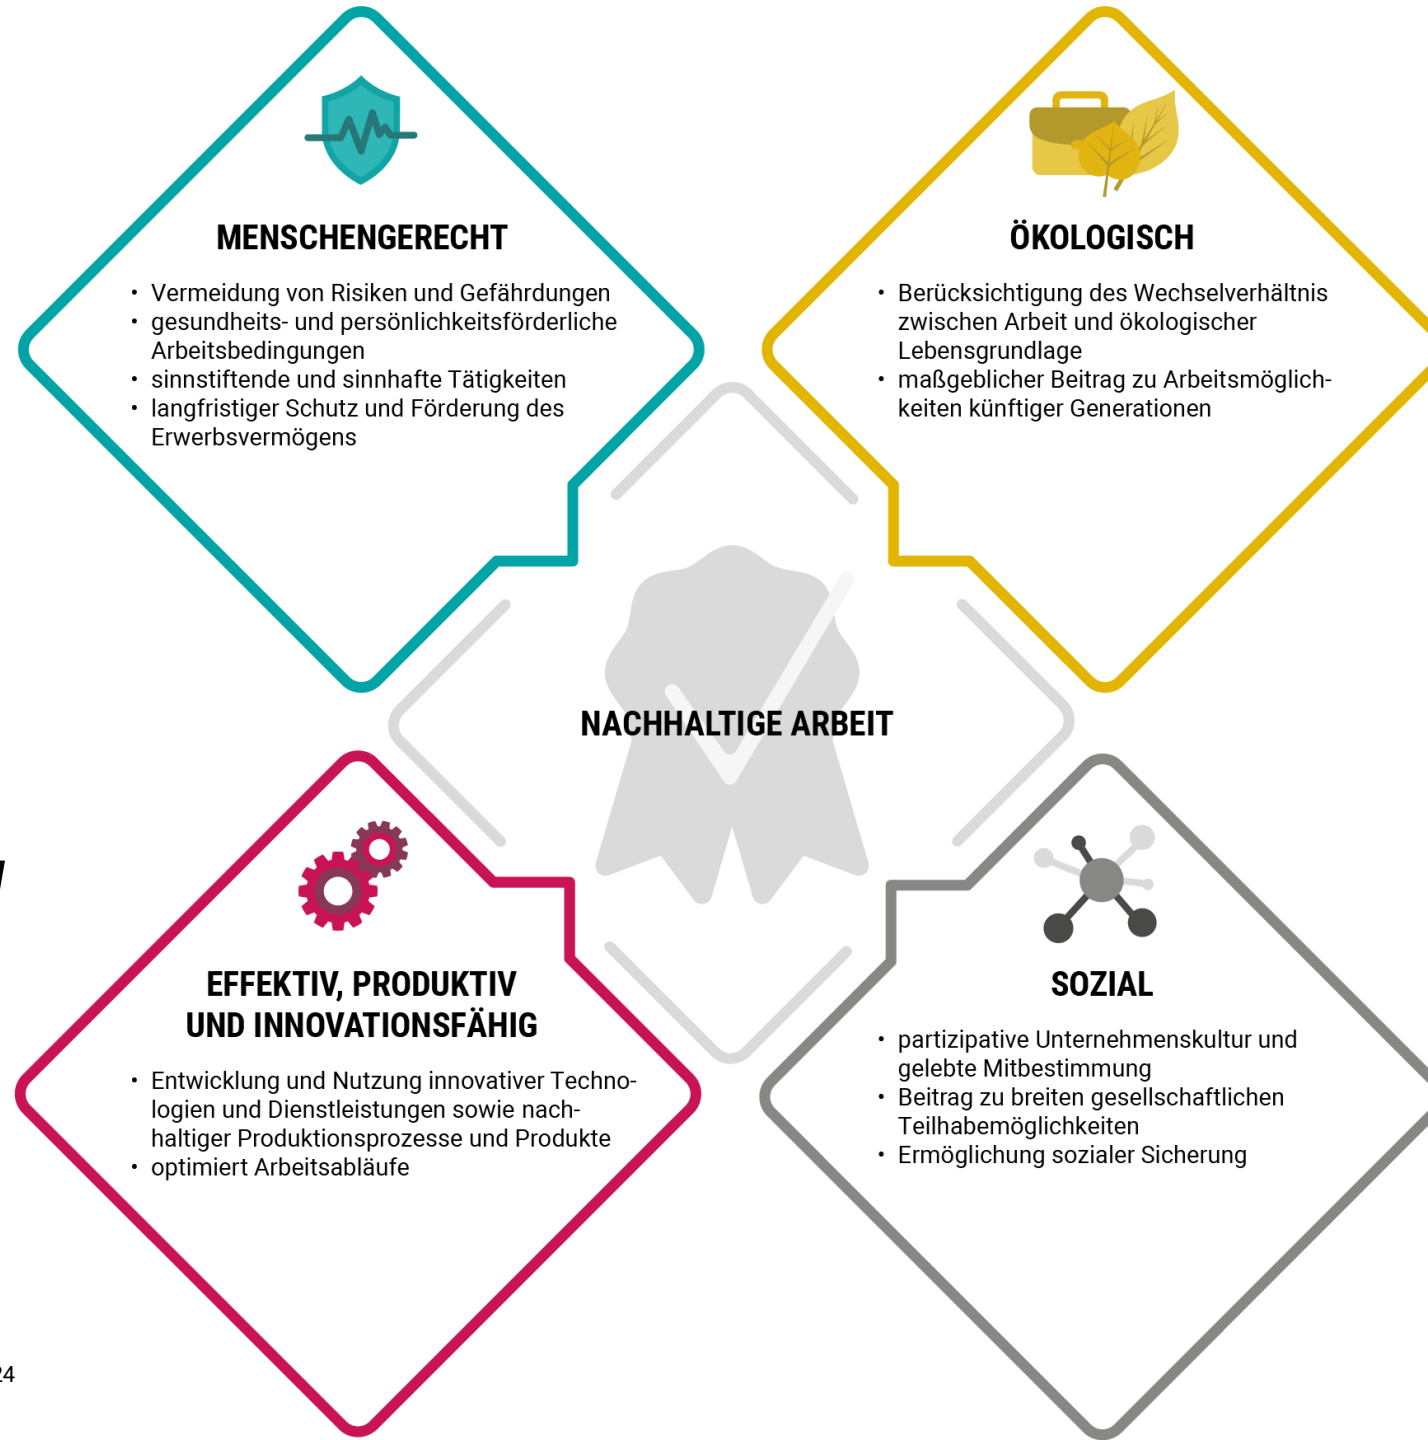 MENSCHENGERECHT
• Vermeidung von Risiken und Gefährdungen
• gesundheits- und persönlichkeitsförderliche
Arbeitsbedingungen
• sinnstiftende und sinnhafte Tätigkeiten
• langfristiger Schutz und Förderung des
Erwerbsvermögens
ÖKOLOGISCH
• Berücksichtigung des Wechselverhältnis
zwischen Arbeit und ökologischer
Lebensgrundlage
• maßgeblicher Beitrag zu Arbeitsmöglich-
keiten künftiger Generationen
NACHHALTIGE ARBEIT
EFFEKTIV, PRODUKTIV
UND INNOVATIONSFÄHIG
• Entwicklung und Nutzung innovativer Techno-
logien und Dienstleistungen sowie nach-
haltiger Produktionsprozesse und Produkte
• optimiert Arbeitsabläufe
SOZIAL
• partizipative Unternehmenskultur und
gelebte Mitbestimmung
• Beitrag zu breiten gesellschaftlichen
Teilhabemöglichkeiten
• Ermöglichung sozialer Sicherung